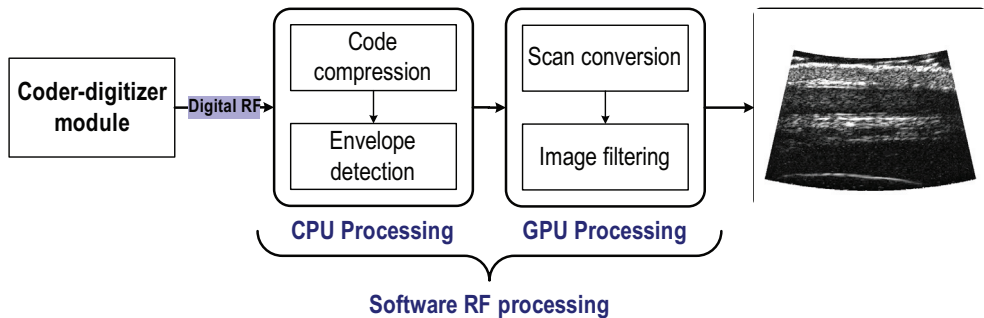 Coder-digitizer
module
Digital RF
Code
compression
Envelope
detection
CPU Processing
Scan conversion
Image filtering
GPU Processing
Software RF processing